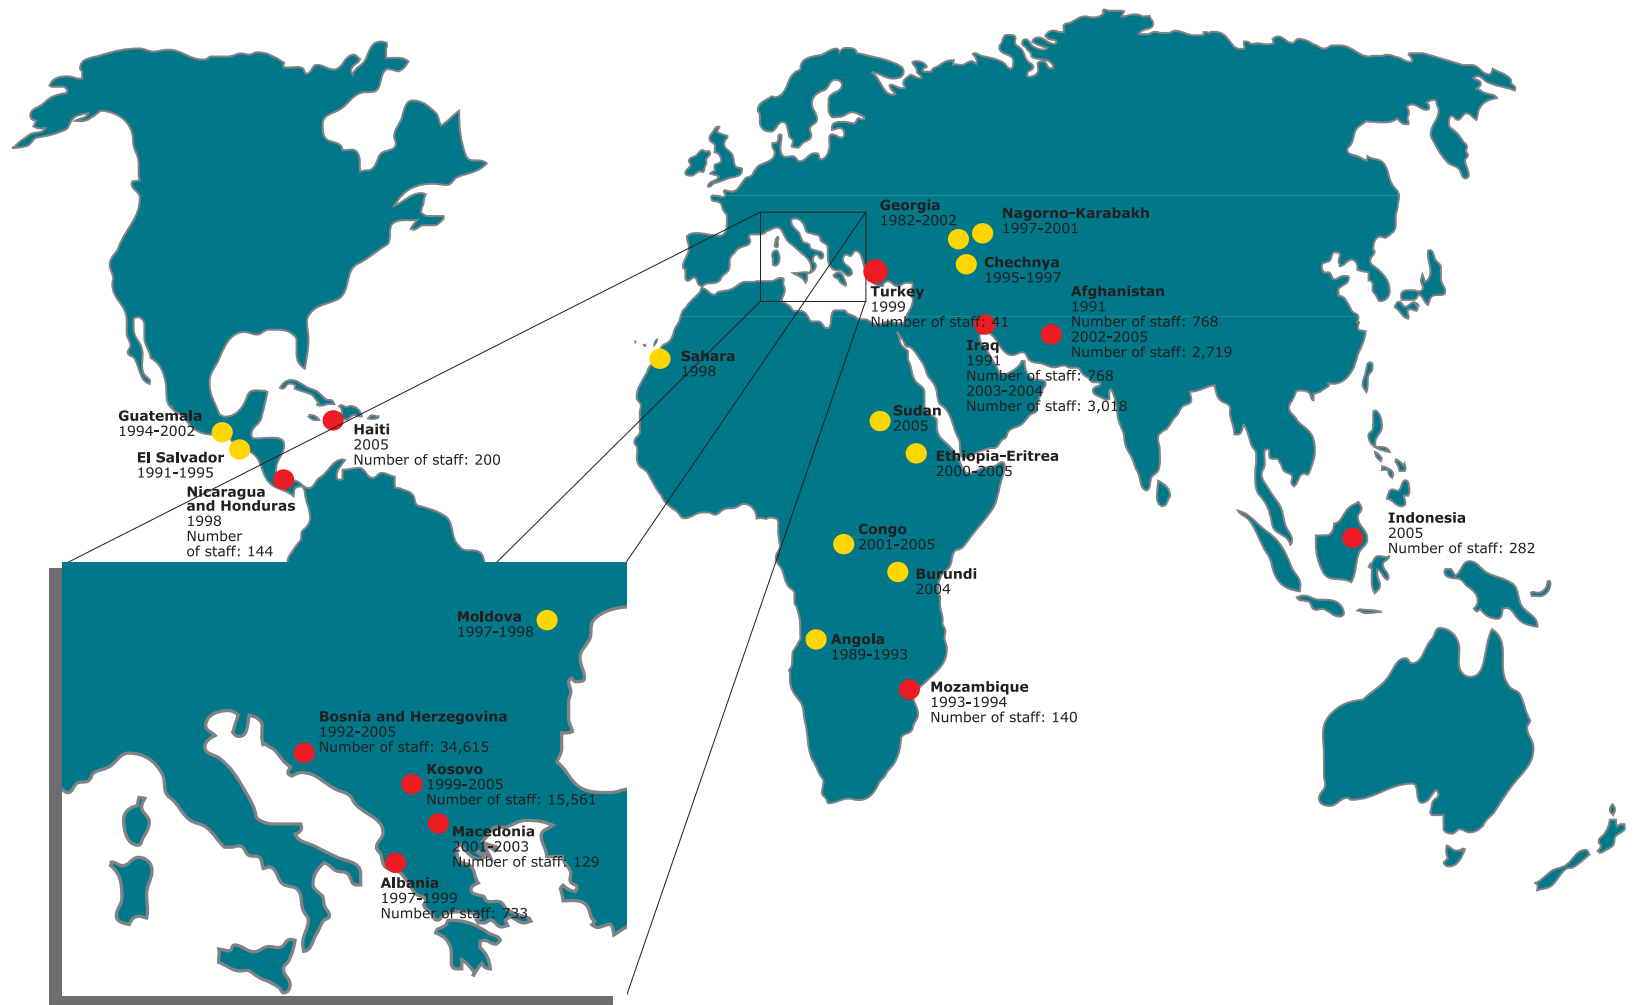 Georgia
1982-2002
Nagorno-Karabakh
1997-2001
Chechnya
1995-1997
Turkey
1999
Number of staff: 41
Afghanistan
1991
Number of staff: 768
2002-2005
Number of staff: 2,719
Iraq
1991
Number of staff: 768
2003-2004
Number of staff: 3,018
Sahara
1998
Guatemala
1994-2002
El Salvador
1991-1995
Haiti
2005
Number of staff: 200
Nicaragua
and Honduras
1998
Number
of staff: 144
Sudan
2005
Ethiopia-Eritrea
2000-2005
Congo
2001-2005
Burundi
2004
Indonesia
2005
Number of staff: 282
Angola
1989-1993
Mozambique
1993-1994
Number of staff: 140
Moldova
1997-1998
Bosnia and Herzegovina
1992-2005
Number of staff: 34,615
Kosovo
1999-2005
Number of staff: 15,561
Macedonia
2001-2003
Number of staff: 129
Albania
1997-1999
Number of staff: 733